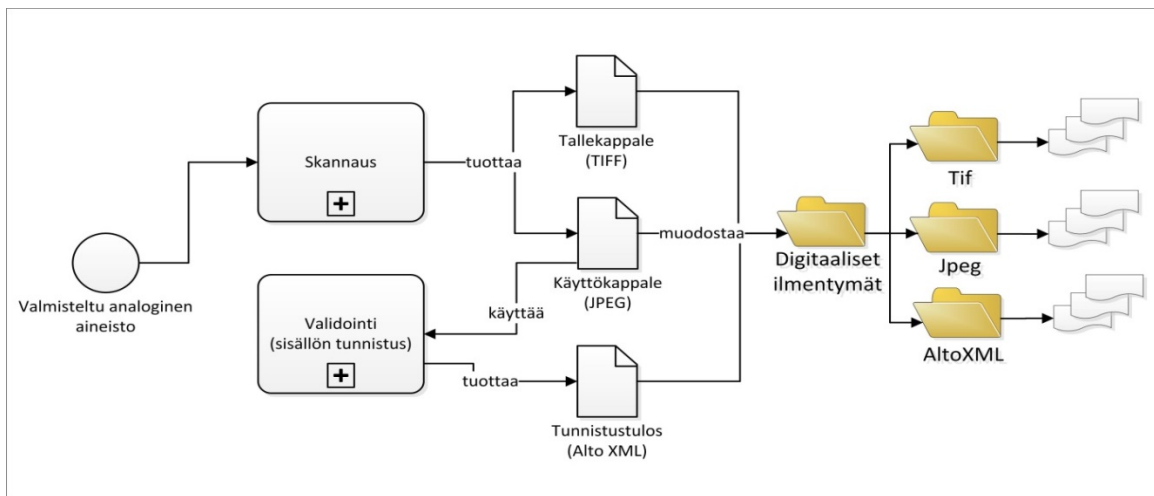 Valmisteltu analoginen
aineisto
Skannaus
tuottaa
Tallekappale
(TIFF)
Käyttökappale
(JPEG)
käyttää
Validointi
(sisällön tunnistus)
tuottaa
Tunnistustulos
(Alto XML)
muodostaa
Digitaaliset
ilmentymät
Tif
Jpeg
AltoXML